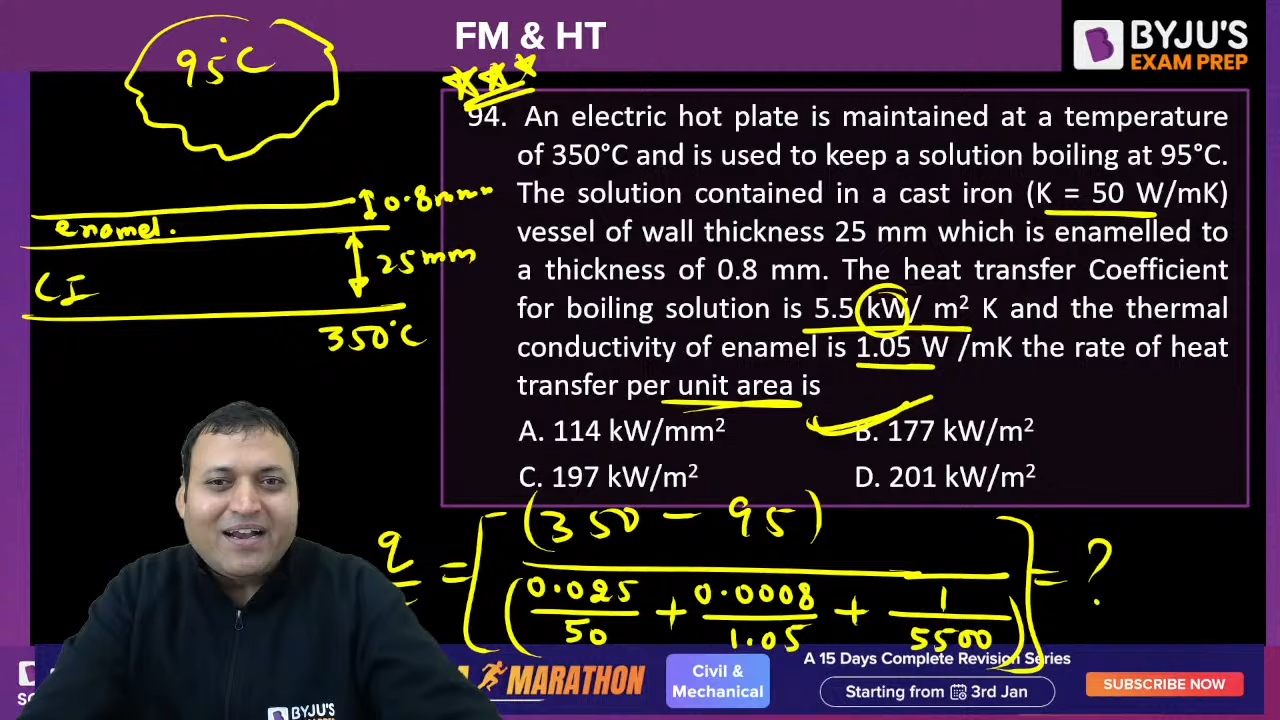 FM & HT
BYJU'S
EXAM PREP
95°C
94. An electric hot plate is maintained at a temperature
of 350°C and is used to keep a solution boiling at 95°C.
The solution contained in a cast iron (K = 50 W/mK)
vessel of wall thickness 25 mm which is enamelled to
a thickness of 0.8 mm. The heat transfer Coefficient
for boiling solution is 5.5 kW/ m² K and the thermal
conductivity of enamel is 1.05 W /mK the rate of heat
transfer per unit area is
A. 114 kW/mm²
B. 177 kW/m²
C. 197 kW/m²
D. 201 kW/m²
0.8mm
enamel.
25mm
CI
350°C
q = [(350 - 95) / (0.025/50 + 0.0008/1.05 + 1/5500)] = ?
MARATHON
Civil &
Mechanical
A 15 Days Complete Revision Series
Starting from 3rd Jan
SUBSCRIBE NOW
BYJU'S